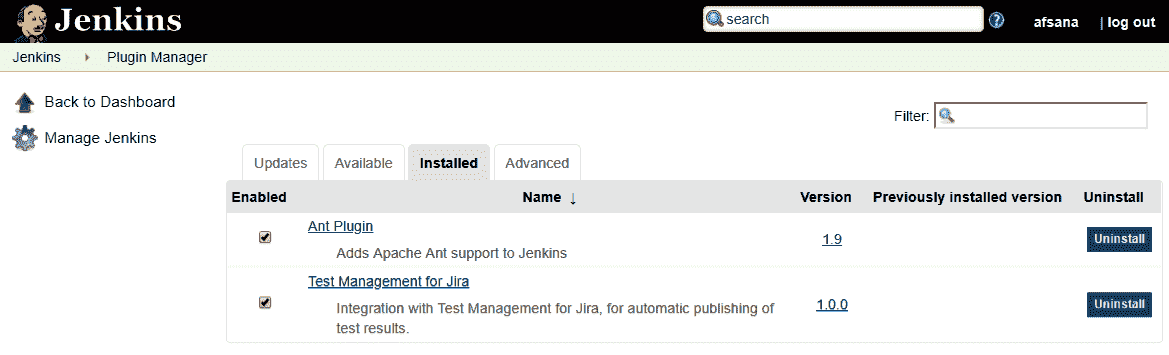 Jenkins
search
afsana
| log out
Jenkins
Plugin Manager
Back to Dashboard
Manage Jenkins
Filter:
Updates
Available
Installed
Advanced
Enabled
Name ↓
Version
Previously installed version
Uninstall
Ant Plugin
Adds Apache Ant support to Jenkins
1.9
Uninstall
Test Management for Jira
Integration with Test Management for Jira, for automatic publishing of
test results.
1.0.0
Uninstall